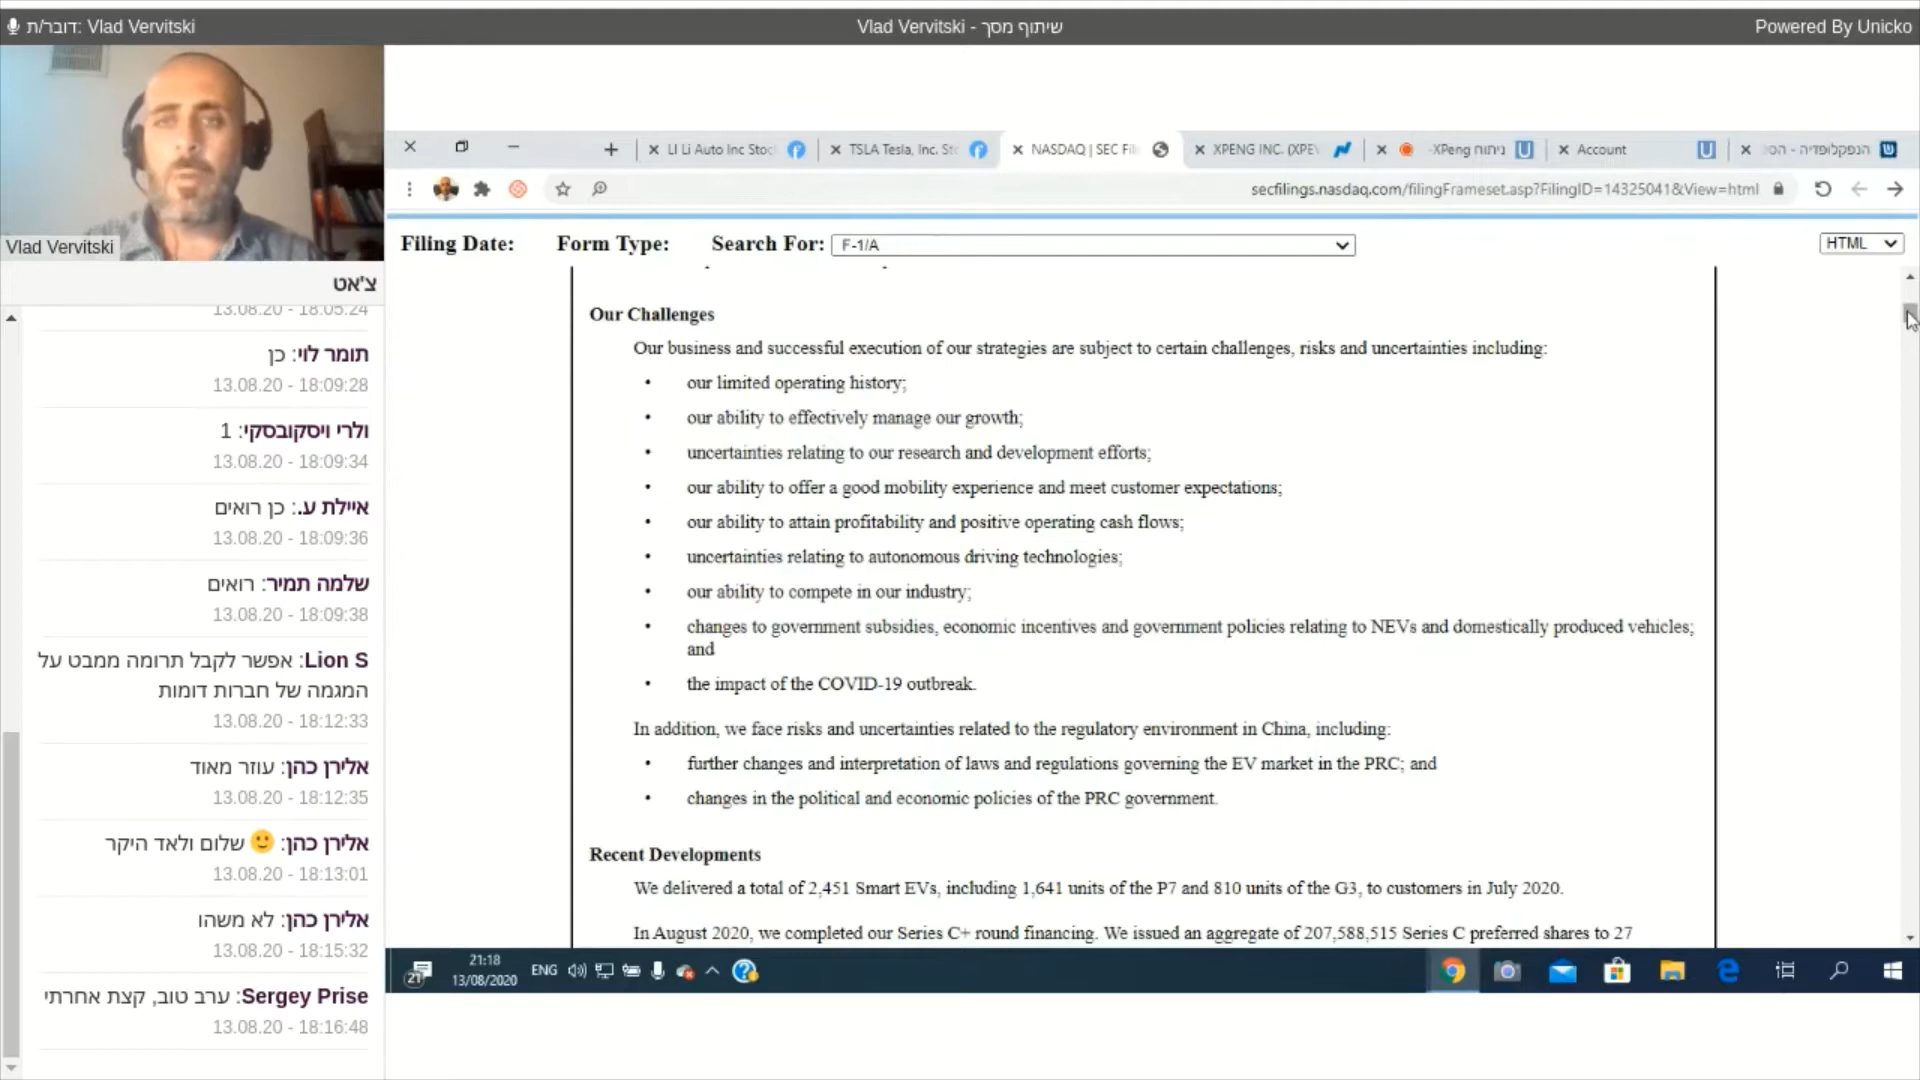 דובר/ת: Vlad Vervitski
Vlad Vervitski - שיתוף מסך
Powered By Unicko
Vlad Vervitski
צ'אט
13.08.20 - 18:05:24
תומר לוי: כן
13.08.20 - 18:09:28
ולרי ויסקובסקי: 1
13.08.20 - 18:09:34
איילת ע.: כן רואים
13.08.20 - 18:09:36
שלמה תמיר: רואים
13.08.20 - 18:09:38
Lion S: אפשר לקבל תרומה ממבט על
המגמה של חברות דומות
13.08.20 - 18:12:33
אלירן כהן: עוזר מאוד
13.08.20 - 18:12:35
אלירן כהן: 🙂 שלום ולאד היקר
13.08.20 - 18:13:01
אלירן כהן: לא משהו
13.08.20 - 18:15:32
Sergey Prise: ערב טוב, קצת אחרתי
13.08.20 - 18:16:48
LI Li Auto Inc Stoc
TSLA Tesla, Inc. St
NASDAQ | SEC Fil
XPENG INC. (XPEV
ניתוח XPeng-
Account
הנפקלופדיה - הסי
secfilings.nasdaq.com/filingFrameset.asp?FilingID=14325041&View=html
Filing Date: Form Type: Search For: F-1/A HTML
Our Challenges
Our business and successful execution of our strategies are subject to certain challenges, risks and uncertainties including:
• our limited operating history;
• our ability to effectively manage our growth;
• uncertainties relating to our research and development efforts;
• our ability to offer a good mobility experience and meet customer expectations;
• our ability to attain profitability and positive operating cash flows;
• uncertainties relating to autonomous driving technologies;
• our ability to compete in our industry;
• changes to government subsidies, economic incentives and government policies relating to NEVs and domestically produced vehicles;
and
• the impact of the COVID-19 outbreak.
In addition, we face risks and uncertainties related to the regulatory environment in China, including:
• further changes and interpretation of laws and regulations governing the EV market in the PRC; and
• changes in the political and economic policies of the PRC government.
Recent Developments
We delivered a total of 2,451 Smart EVs, including 1,641 units of the P7 and 810 units of the G3, to customers in July 2020.
In August 2020, we completed our Series C+ round financing. We issued an aggregate of 207,588,515 Series C preferred shares to 27
21
21:18
13/08/2020
ENG